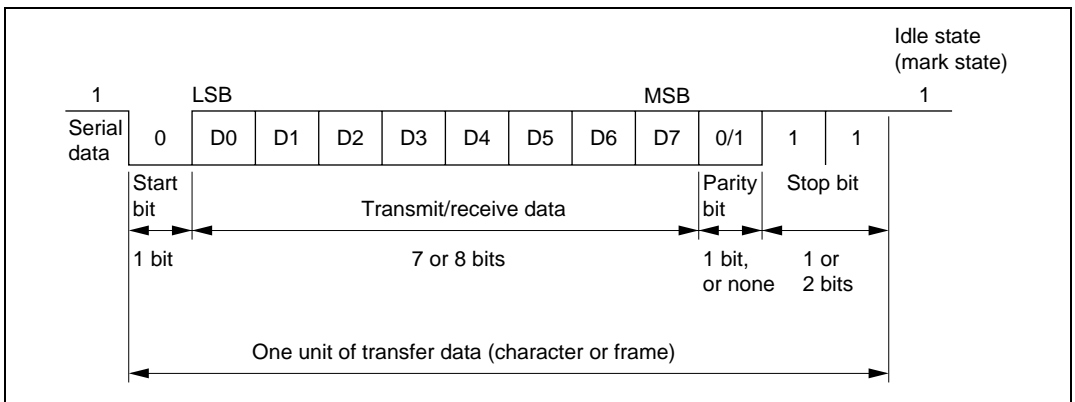 Idle state
(mark state)
1 LSB MSB 1
Serial
data
0 D0 D1 D2 D3 D4 D5 D6 D7 0/1 1 1
Start
bit
Transmit/receive data
Parity
bit
Stop bit
1 bit
7 or 8 bits
1 bit,
or none
1 or
2 bits
One unit of transfer data (character or frame)